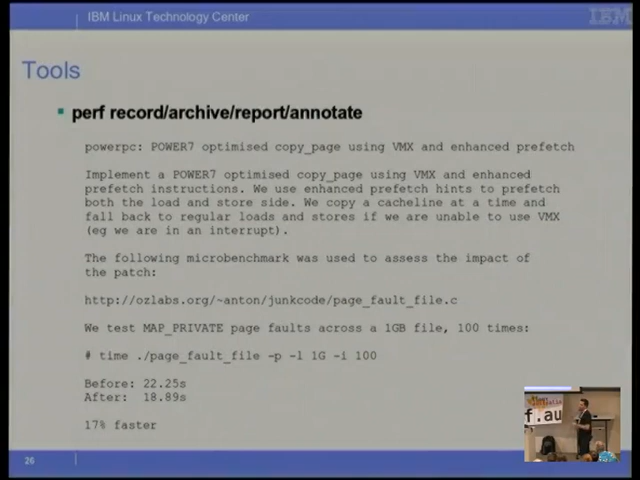 IBM Linux Technology Center
IBM
Tools
perf record/archive/report/annotate
powerpc: POWER7 optimised copy_page using VMX and enhanced prefetch
Implement a POWER7 optimised copy_page using VMX and enhanced
prefetch instructions. We use enhanced prefetch hints to prefetch
both the load and store side. We copy a cacheline at a time and
fall back to regular loads and stores if we are unable to use VMX
(eg we are in an interrupt).
The following microbenchmark was used to assess the impact of
the patch:
http://ozlabs.org/~anton/junkcode/page_fault_file.c
We test MAP_PRIVATE page faults across a 1GB file, 100 times:
# time ./page_fault_file -p -l 1G -i 100
Before: 22.25s
After: 18.89s
17% faster
f.au
26